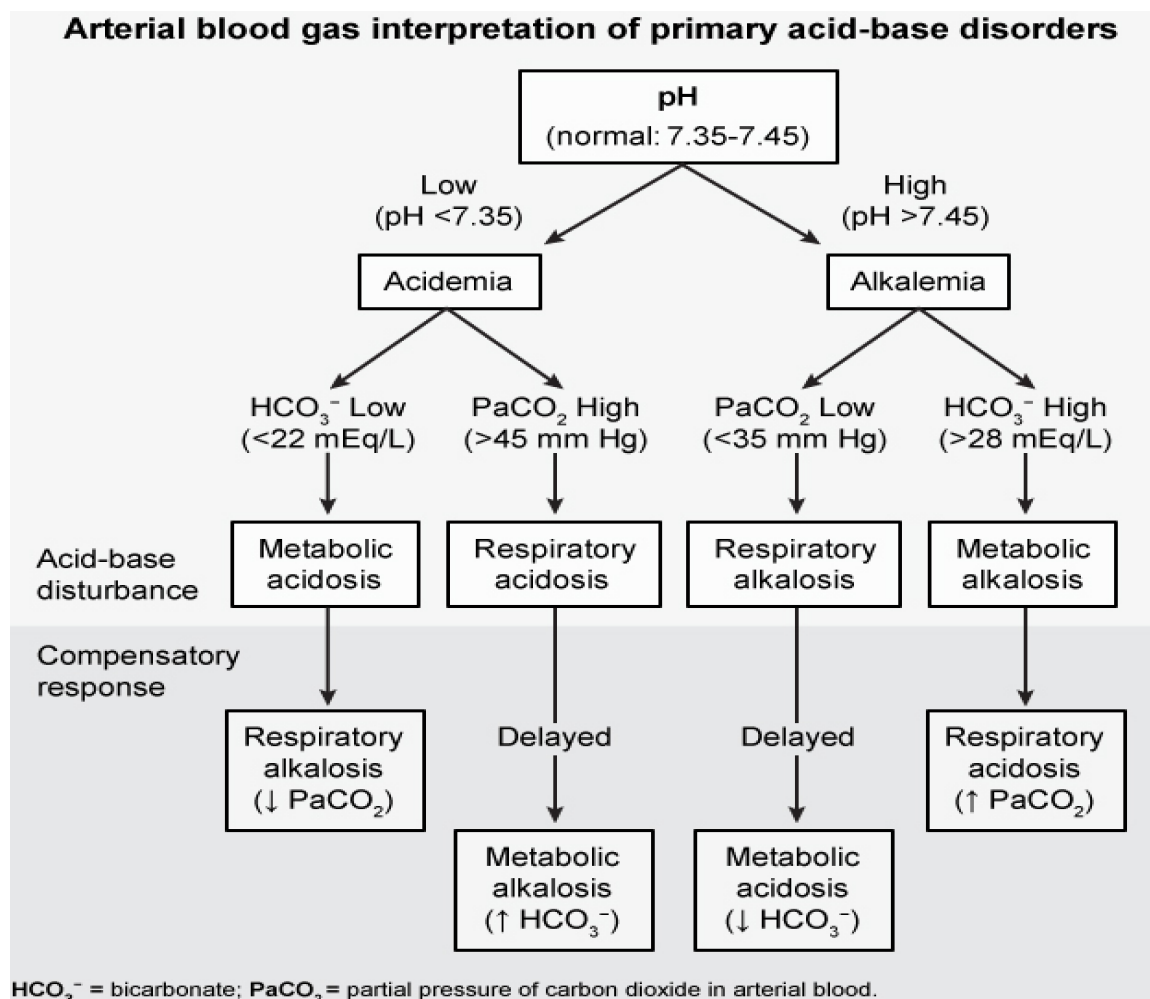 Arterial blood gas interpretation of primary acid-base disorders
pH
(normal: 7.35-7.45)
Low
(pH <7.35)
High
(pH >7.45)
Acidemia
Alkalemia
HCO₃⁻ Low
(<22 mEq/L)
PaCO₂ High
(>45 mm Hg)
PaCO₂ Low
(<35 mm Hg)
HCO₃⁻ High
(>28 mEq/L)
Acid-base
disturbance
Metabolic
acidosis
Respiratory
acidosis
Respiratory
alkalosis
Metabolic
alkalosis
Compensatory
response
Respiratory
alkalosis
(↓ PaCO₂)
Delayed
Delayed
Respiratory
acidosis
(↑ PaCO₂)
Metabolic
alkalosis
(↑ HCO₃⁻)
Metabolic
acidosis
(↓ HCO₃⁻)
HCO₃⁻ = bicarbonate; PaCO₂ = partial pressure of carbon dioxide in arterial blood.